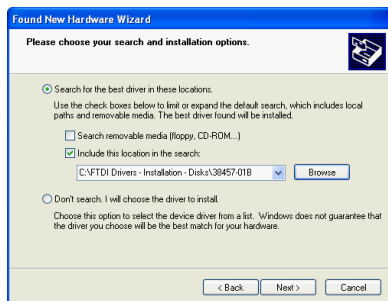 Found New Hardware Wizard
Please choose your search and installation options.
Search for the best driver in these locations.
Use the check boxes below to limit or expand the default search, which includes local
paths and removable media. The best driver found will be installed.
Search removable media (floppy, CD-ROM...)
Include this location in the search:
C:\FTDI Drivers - Installation - Disks\38457-01B
Browse
Don't search. I will choose the driver to install.
Choose this option to select the device driver from a list. Windows does not guarantee that
the driver you choose will be the best match for your hardware.
< Back
Next >
Cancel